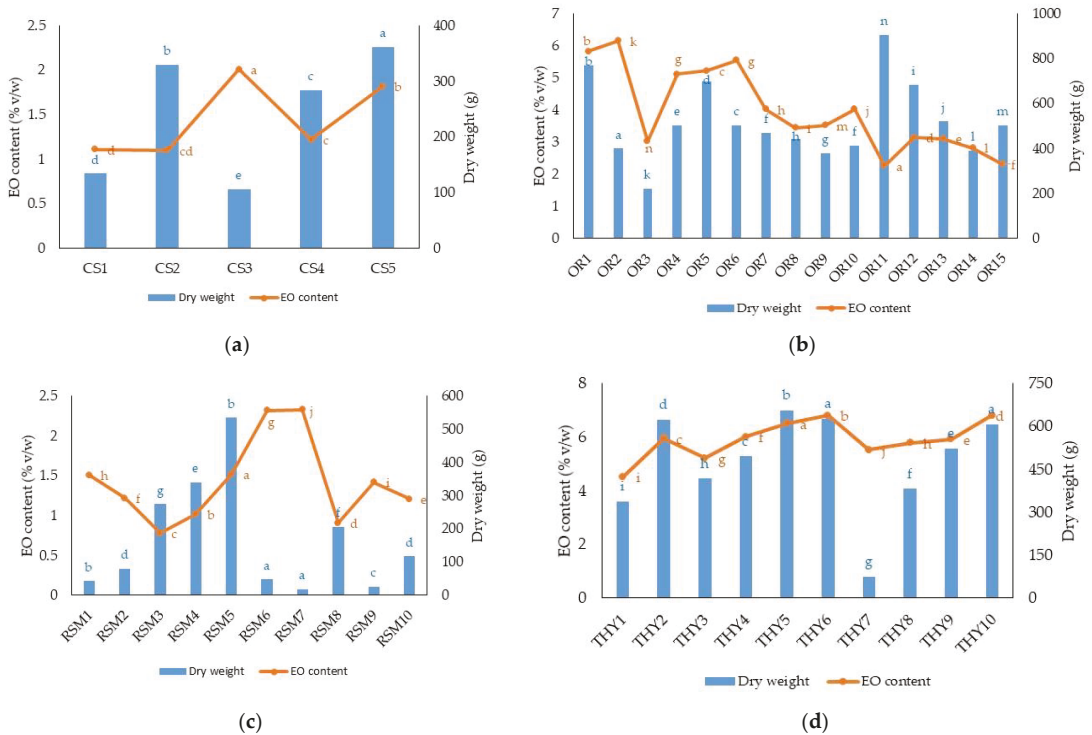 EO content (% v/w)
2.5
2
1.5
1
0.5
0
a
b
a
c
b
d
d
cd
e
c
400
300
200
100
0
Dry weight (g)
CS1 CS2 CS3 CS4 CS5
Dry weight EO content
(a)
EO content (% v/w)
7
6
5
4
3
2
1
0
b
k
n
b
a
k
g
c
g
e
d
c
h
f
h
m
g
j
f
n
a
i
d
j
e
l
l
m
f
1000
800
600
400
200
0
Dry weight (g)
OR1 OR2 OR3 OR4 OR5 OR6 OR7 OR8 OR9 OR10 OR11 OR12 OR13 OR14 OR15
Dry weight EO content
(b)
EO content (% v/w)
2.5
2
1.5
1
0.5
0
h
b
f
d
g
c
e
b
b
a
g
a
j
a
f
d
i
c
e
d
600
500
400
300
200
100
0
Dry weight (g)
RSM1 RSM2 RSM3 RSM4 RSM5 RSM6 RSM7 RSM8 RSM9 RSM10
Dry weight EO content
(c)
EO content (% v/w)
8
6
4
2
0
i
i
d
c
h
g
c
f
b
a
a
b
j
g
h
f
e
e
a
d
750
600
450
300
150
0
Dry weight (g)
THY1 THY2 THY3 THY4 THY5 THY6 THY7 THY8 THY9 THY10
Dry weight EO content
(d)